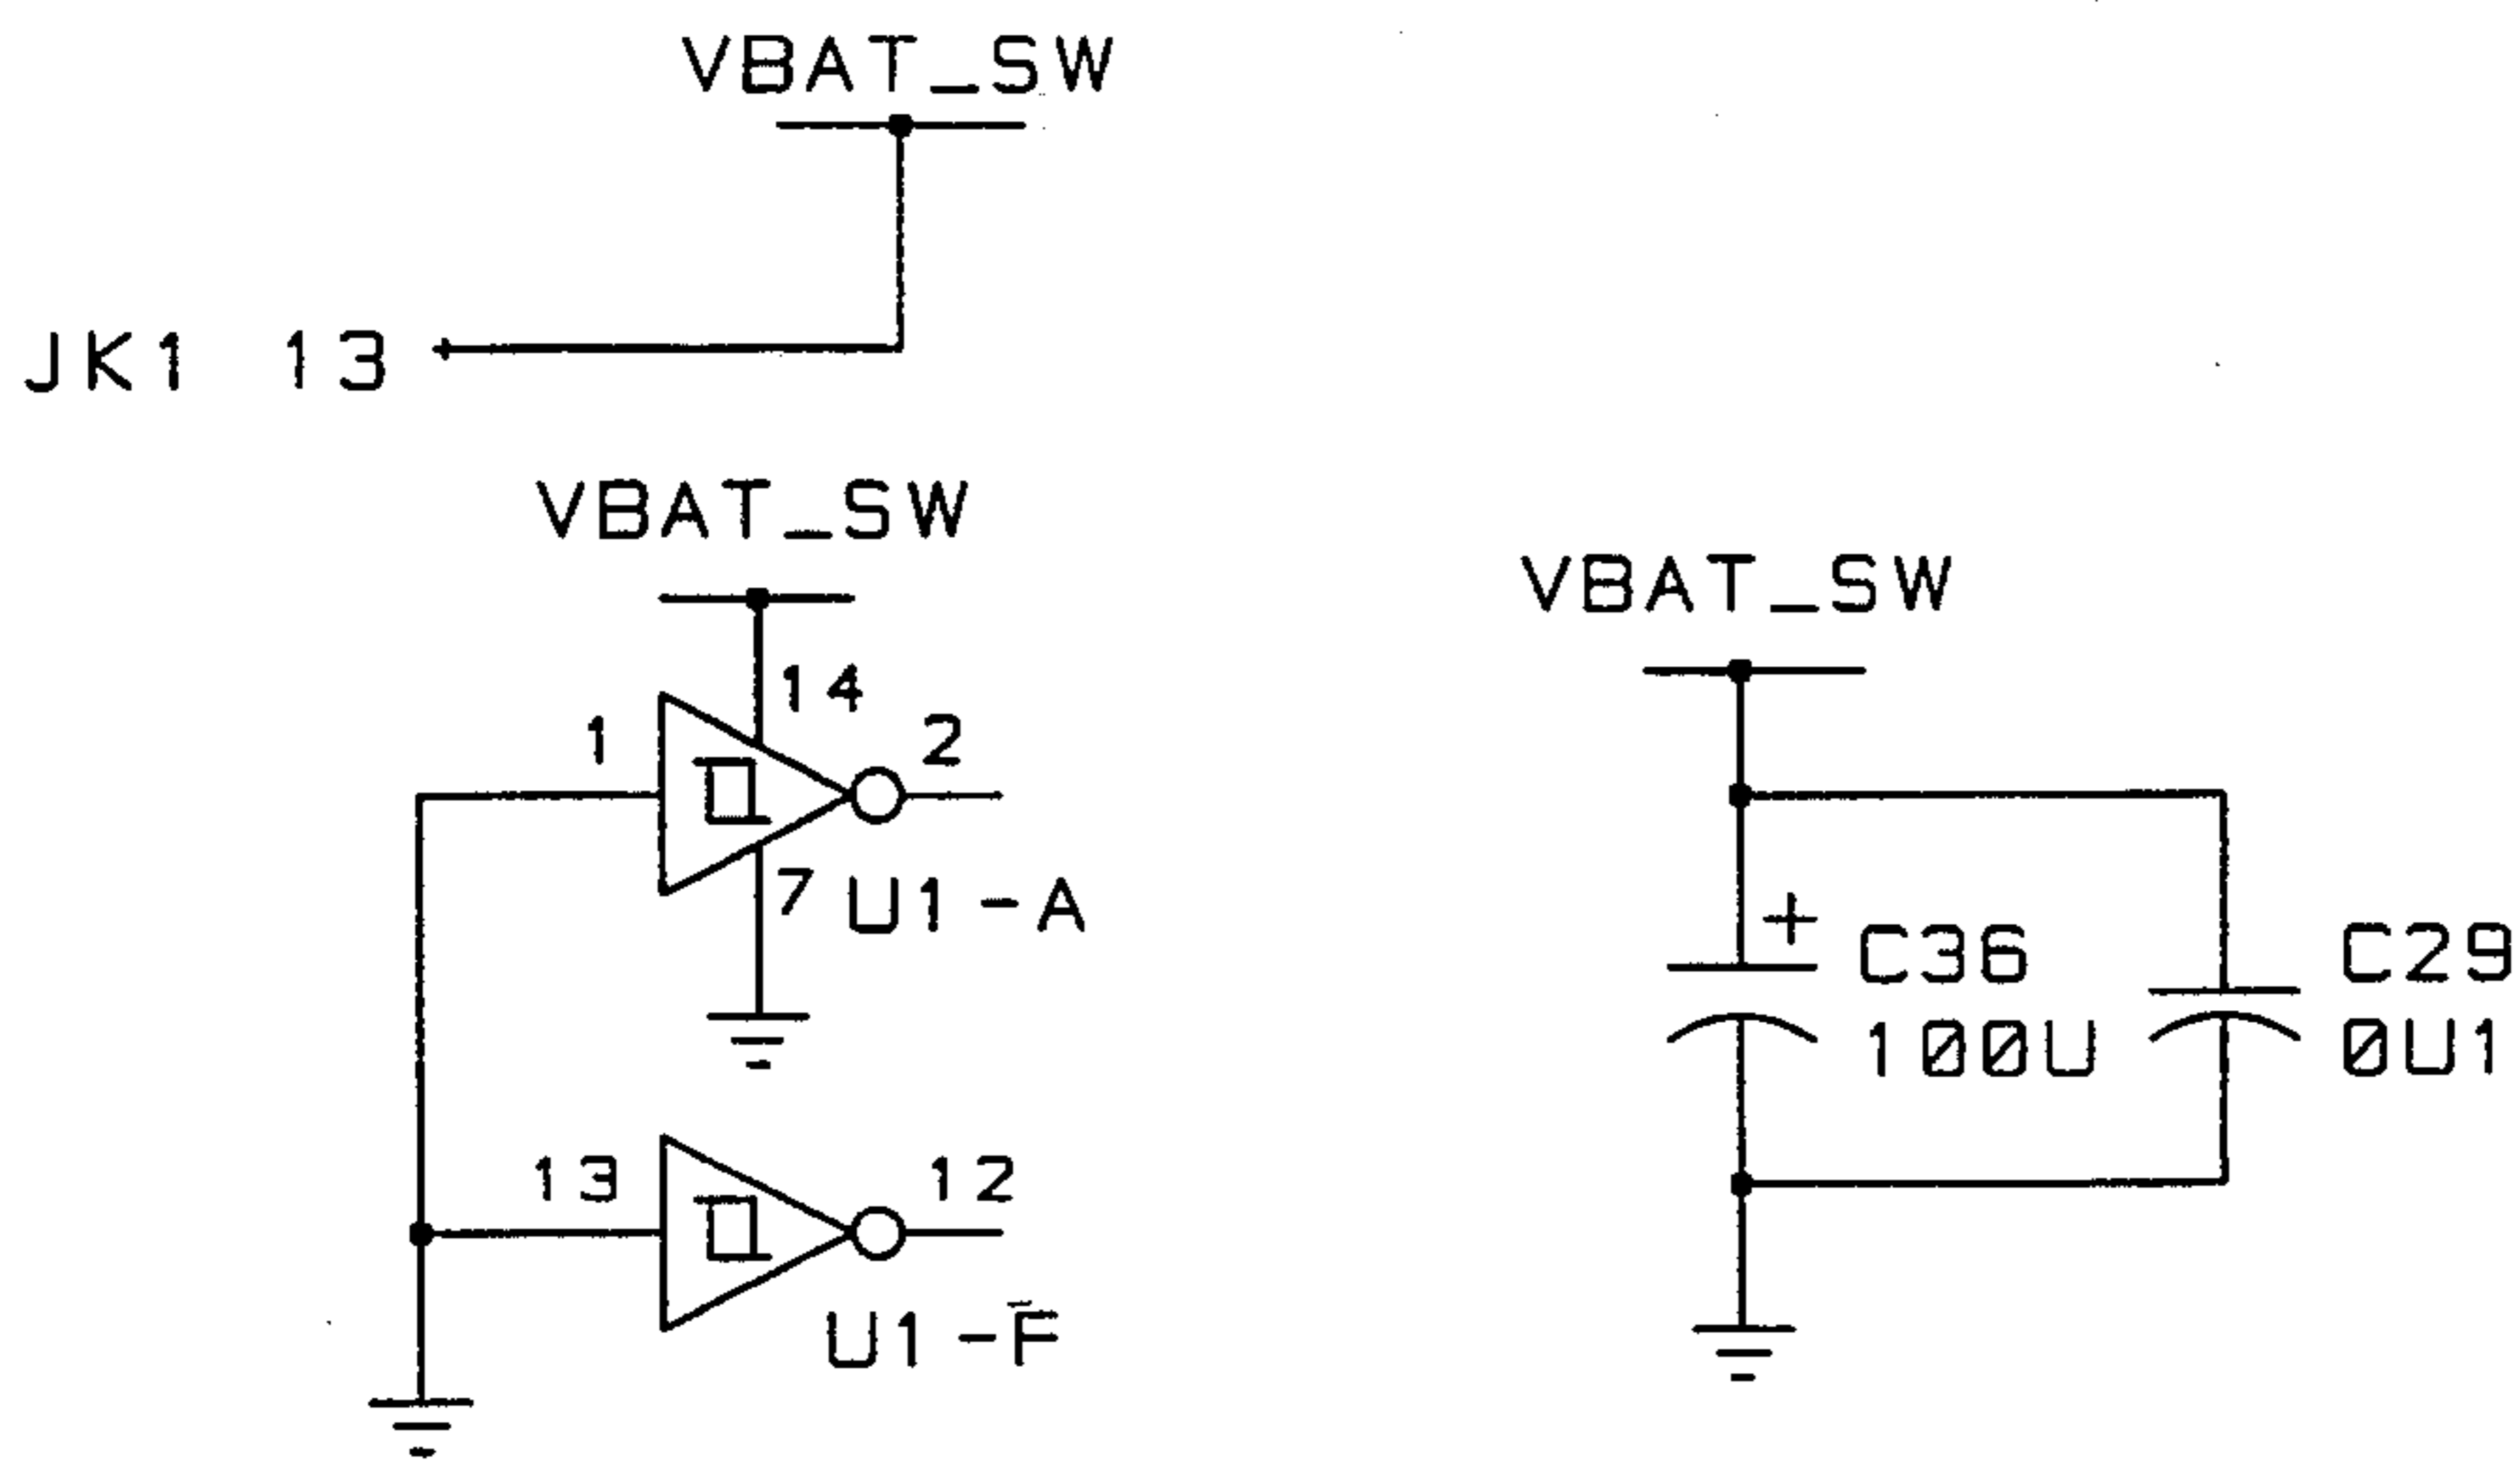 VBAT_SW
JK1 13
VBAT_SW
14
1
2
7 U1-A
13
12
U1-F
VBAT_SW
+
C36
100U
C29
0U1